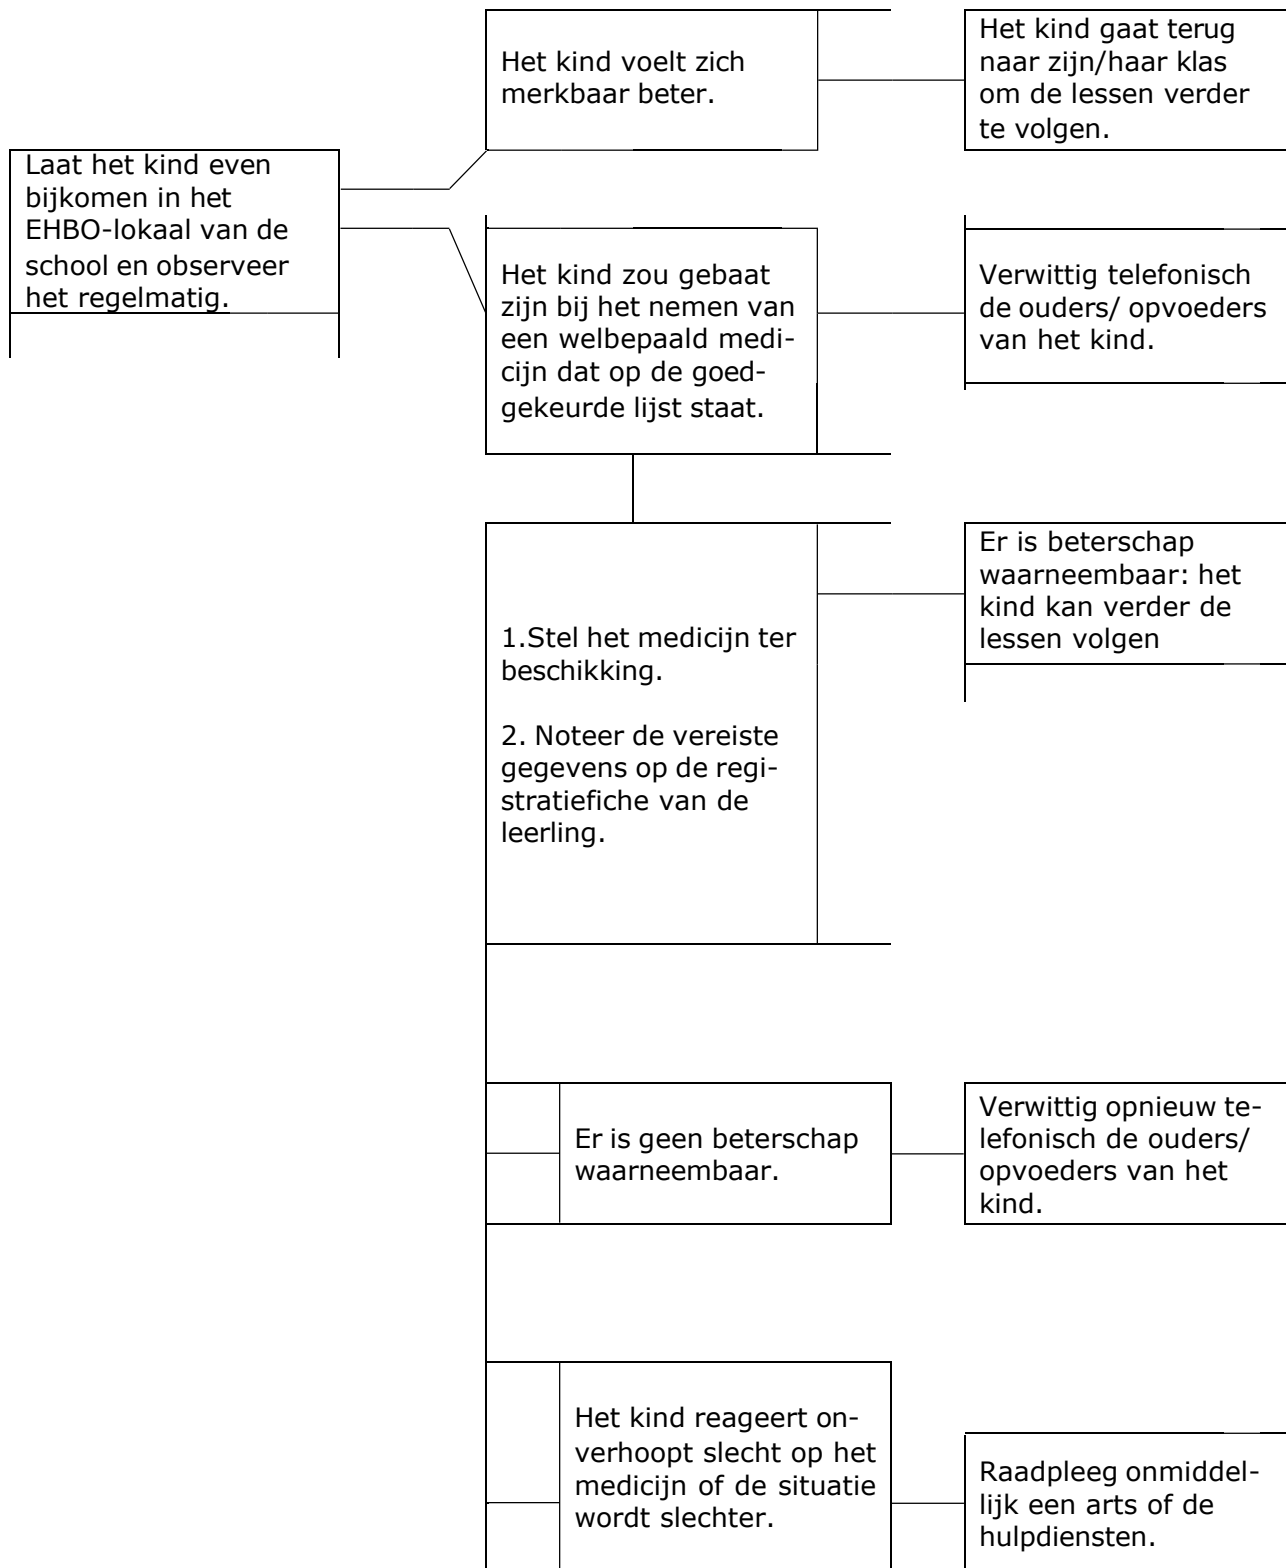 Het kind voelt zich
merkbaar beter.
Het kind gaat terug
naar zijn/haar klas
om de lessen verder
te volgen.
Laat het kind even
bijkomen in het
EHBO-lokaal van de
school en observeer
het regelmatig.
Het kind zou gebaat
zijn bij het nemen van
een welbepaald medi-
cijn dat op de goed-
gekeurde lijst staat.
Verwittig telefonisch
de ouders/ opvoeders
van het kind.
1.Stel het medicijn ter
beschikking.
2. Noteer de vereiste
gegevens op de regi-
stratiefiche van de
leerling.
Er is beterschap
waarneembaar: het
kind kan verder de
lessen volgen
Er is geen beterschap
waarneembaar.
Verwittig opnieuw te-
lefonisch de ouders/
opvoeders van het
kind.
Het kind reageert on-
verhoopt slecht op het
medicijn of de situatie
wordt slechter.
Raadpleeg onmiddel-
lijk een arts of de
hulpdiensten.